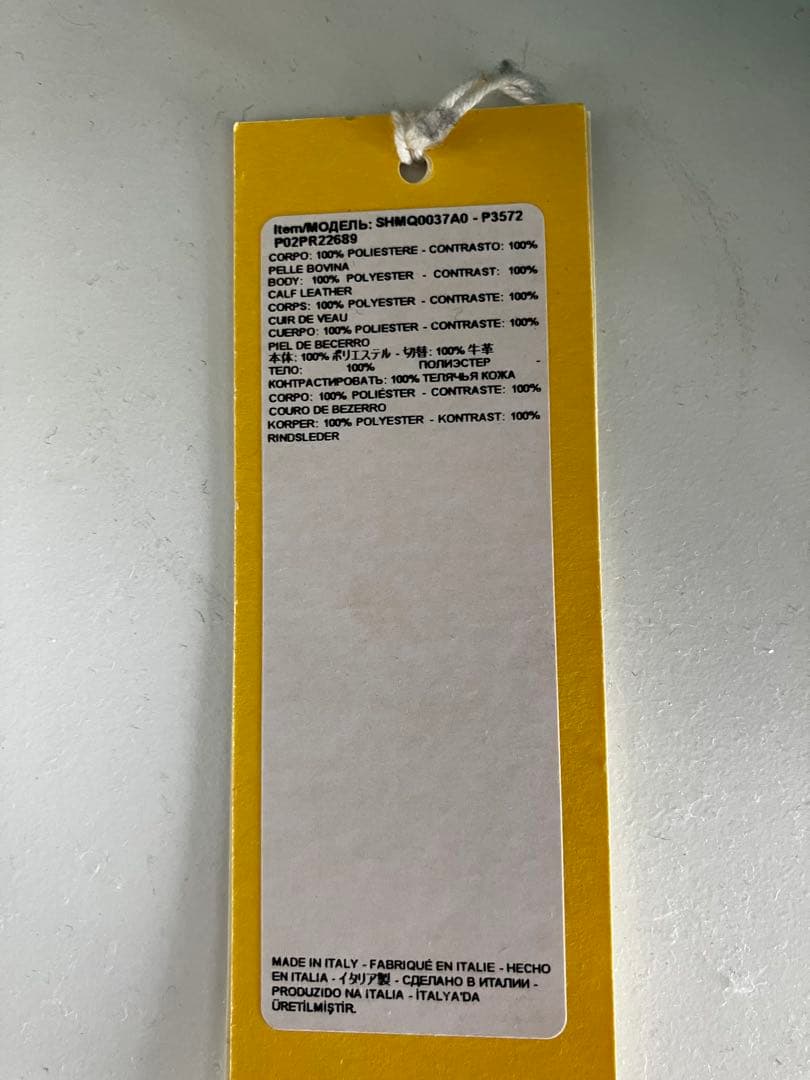 Item/МОДЕЛЬ: SHMQ0037A0 - P3572
P02PR22689
CORPO: 100% POLIESTERE - CONTRASTO: 100%
PELLE BOVINA
BODY: 100% POLYESTER - CONTRAST: 100%
CALF LEATHER
CORPS: 100% POLYESTER - CONTRASTE: 100%
CUIR DE VEAU
CUERPO: 100% POLIESTER - CONTRASTE: 100%
PIEL DE BECERRO
本体: 100% ポリエステル - 切替: 100% 牛革
ТЕЛО: 100% ПОЛИЭСТЕР -
КОНТРАСТИРОВАТЬ: 100% ТЕЛЯЧЬЯ КОЖА
CORPO: 100% POLIÉSTER - CONTRASTE: 100%
COURO DE BEZERRO
KORPER: 100% POLYESTER - KONTRAST: 100%
RINDSLEDER
MADE IN ITALY - FABRIQUÉ EN ITALIE - HECHO
EN ITALIA - イタリア製 - СДЕЛАНО В ИТАЛИИ -
PRODUZIDO NA ITALIA - İTALYA'DA
ÜRETİLMİŞTİR.